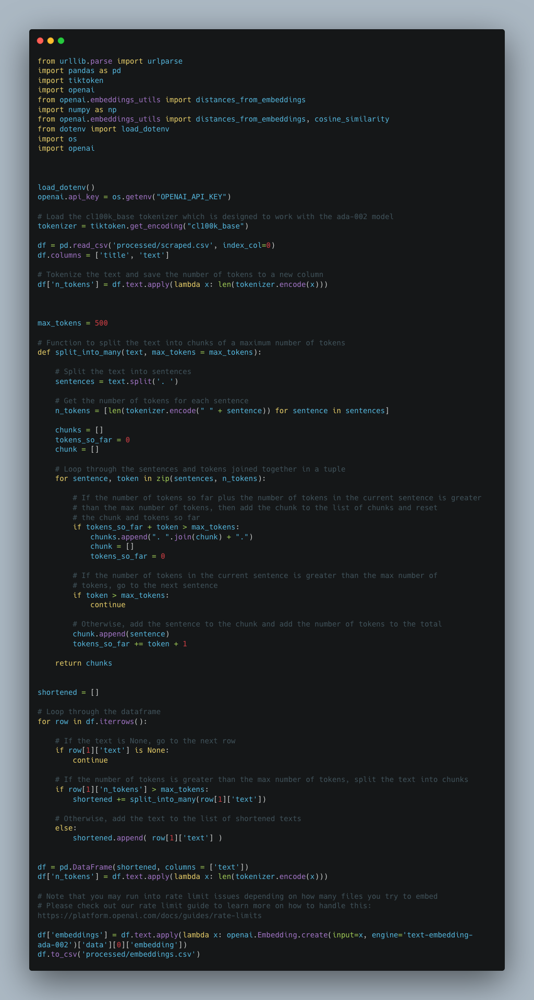 from urllib.parse import urlparse
import pandas as pd
import tiktoken
import openai
from openai.embeddings_utils import distances_from_embeddings
import numpy as np
from openai.embeddings_utils import distances_from_embeddings, cosine_similarity
from dotenv import load_dotenv
import os
import openai
load_dotenv()
openai.api_key = os.getenv("OPENAI_API_KEY")
# Load the cl100k_base tokenizer which is designed to work with the ada-002 model
tokenizer = tiktoken.get_encoding("cl100k_base")
df = pd.read_csv('processed/scraped.csv', index_col=0)
df.columns = ['title', 'text']
# Tokenize the text and save the number of tokens to a new column
df['n_tokens'] = df.text.apply(lambda x: len(tokenizer.encode(x)))
max_tokens = 500
# Function to split the text into chunks of a maximum number of tokens
def split_into_many(text, max_tokens = max_tokens):
    # Split the text into sentences
    sentences = text.split('. ')
    # Get the number of tokens for each sentence
    n_tokens = [len(tokenizer.encode(" " + sentence)) for sentence in sentences]
    chunks = []
    tokens_so_far = 0
    chunk = []
    # Loop through the sentences and tokens joined together in a tuple
    for sentence, token in zip(sentences, n_tokens):
        # If the number of tokens so far plus the number of tokens in the current sentence is greater
        # than the max number of tokens, then add the chunk to the list of chunks and reset
        # the chunk and tokens so far
        if tokens_so_far + token > max_tokens:
            chunks.append(". ".join(chunk) + ".")
            chunk = []
            tokens_so_far = 0
        # If the number of tokens in the current sentence is greater than the max number of
        # tokens, go to the next sentence
        if token > max_tokens:
            continue
        # Otherwise, add the sentence to the chunk and add the number of tokens to the total
        chunk.append(sentence)
        tokens_so_far += token + 1
    return chunks
shortened = []
# Loop through the dataframe
for row in df.iterrows():
    # If the text is None, go to the next row
    if row[1]['text'] is None:
        continue
    # If the number of tokens is greater than the max number of tokens, split the text into chunks
    if row[1]['n_tokens'] > max_tokens:
        shortened += split_into_many(row[1]['text'])
    # Otherwise, add the text to the list of shortened texts
    else:
        shortened.append( row[1]['text'] )
df = pd.DataFrame(shortened, columns = ['text'])
df['n_tokens'] = df.text.apply(lambda x: len(tokenizer.encode(x)))
# Note that you may run into rate limit issues depending on how many files you try to embed
# Please check out our rate limit guide to learn more on how to handle this:
https://platform.openai.com/docs/guides/rate-limits
df['embeddings'] = df.text.apply(lambda x: openai.Embedding.create(input=x, engine='text-embedding-
ada-002')['data'][0]['embedding'])
df.to_csv('processed/embeddings.csv')